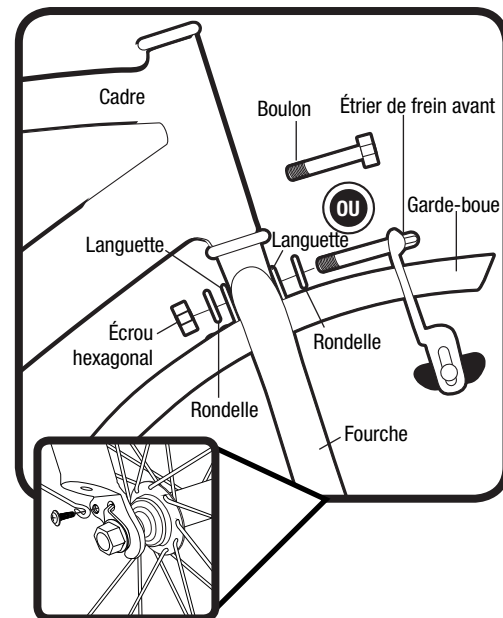 Cadre
Boulon
Étrier de frein avant
OU
Garde-boue
Languette
Languette
Écrou
hexagonal
Rondelle
Rondelle
Fourche